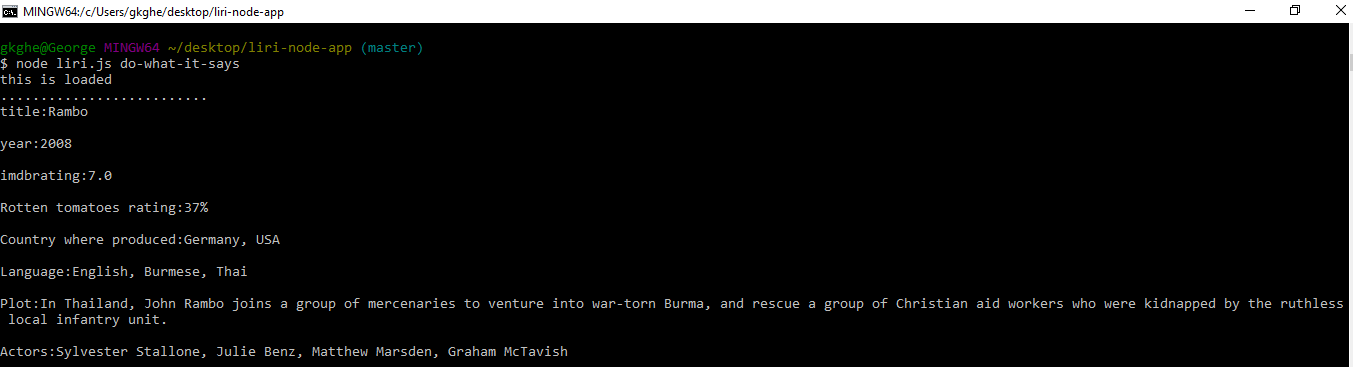 MINGW64:/c/Users/gkghe/desktop/liri-node-app
gkghe@George MINGW64 ~/desktop/liri-node-app (master)
$ node liri.js do-what-it-says
this is loaded
..........................
title:Rambo
year:2008
imdbrating:7.0
Rotten tomatoes rating:37%
Country where produced:Germany, USA
Language:English, Burmese, Thai
Plot:In Thailand, John Rambo joins a group of mercenaries to venture into war-torn Burma, and rescue a group of Christian aid workers who were kidnapped by the ruthless
local infantry unit.
Actors:Sylvester Stallone, Julie Benz, Matthew Marsden, Graham McTavish